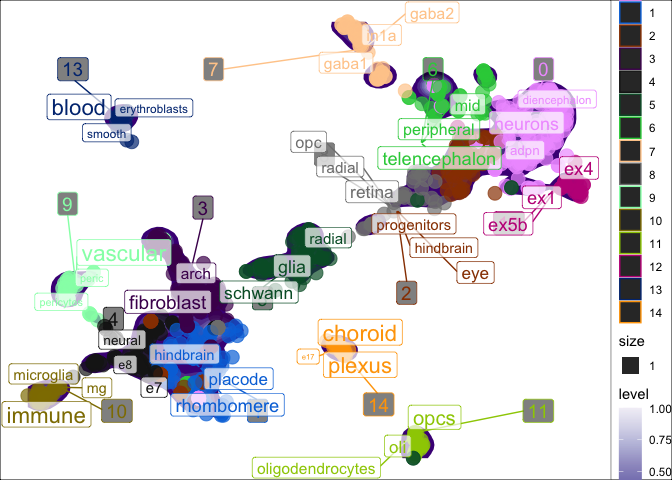 gaba2
ip1a
gaba1
7
13
6
0
blood
erythroblasts
smooth
diencephalon
mid
neurons
peripheral
opc
radial
telencephalon
adpn
ex4
retina
ex1
ex5b
9
3
progenitors
radial
hindbrain
vascular
arch
glia
eye
peric
schwann
2
pericytes
fibroblast
4
neural
choroid
hindbrain
e17
e8
plexus
microglia
placode
mg
e7
rhombomere
immune
10
14
opcs
11
oli
oligodendrocytes
1
2
3
4
5
6
7
8
9
10
11
12
13
14
size
1
level
1.00
0.75
0.50